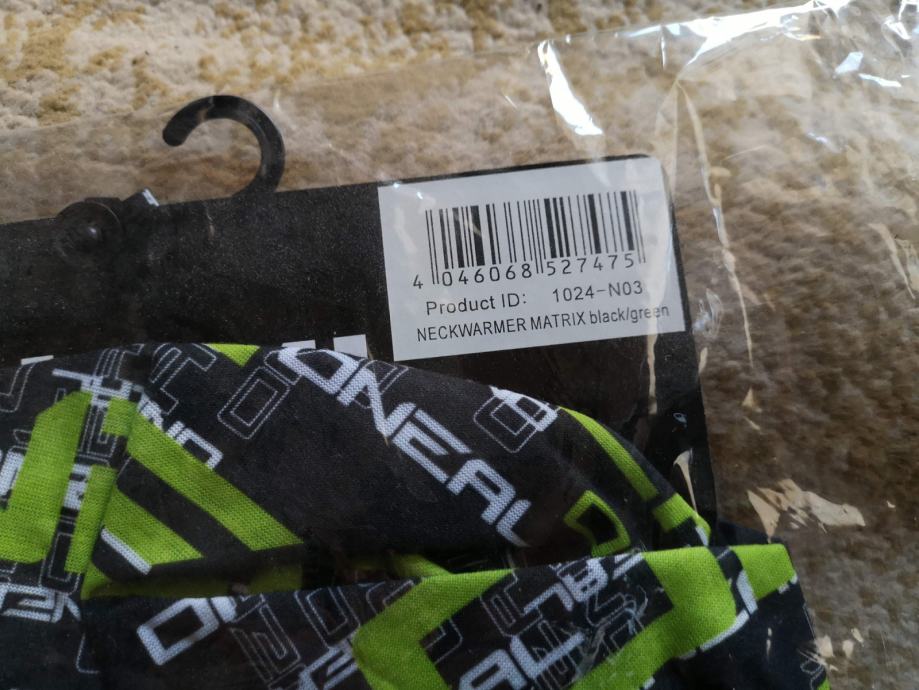 4 046068 527475
Product ID: 1024-N03
NECKWARMER MATRIX black/green
ONEAL